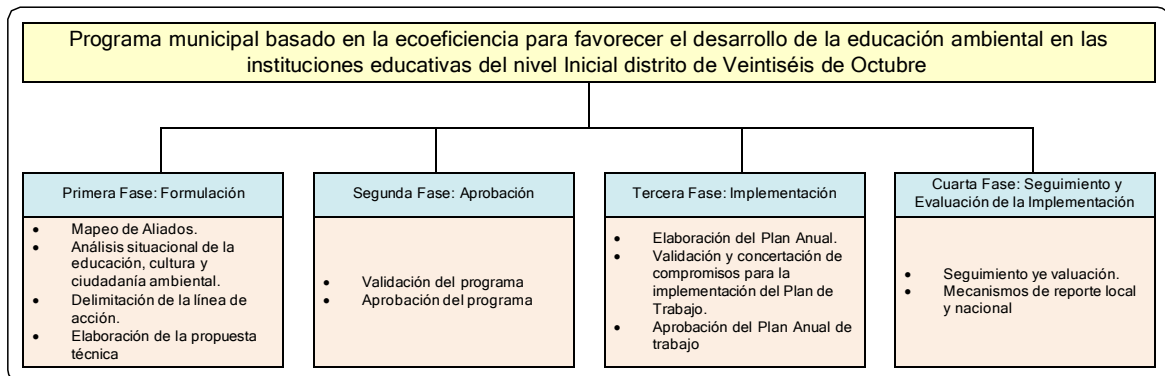 Programa municipal basado en la ecoeficiencia para favorecer el desarrollo de la educación ambiental en las
instituciones educativas del nivel Inicial distrito de Veintiséis de Octubre
Primera Fase: Formulación
• Mapeo de Aliados.
• Análisis situacional de la
educación, cultura y
ciudadanía ambiental.
• Delimitación de la línea de
acción.
• Elaboración de la propuesta
técnica
Segunda Fase: Aprobación
• Validación del programa
• Aprobación del programa
Tercera Fase: Implementación
• Elaboración del Plan Anual.
• Validación y concertación de
compromisos para la
implementación del Plan de
Trabajo.
• Aprobación del Plan Anual de
trabajo
Cuarta Fase: Seguimiento y
Evaluación de la Implementación
• Seguimiento ye valuación.
• Mecanismos de reporte local
y nacional